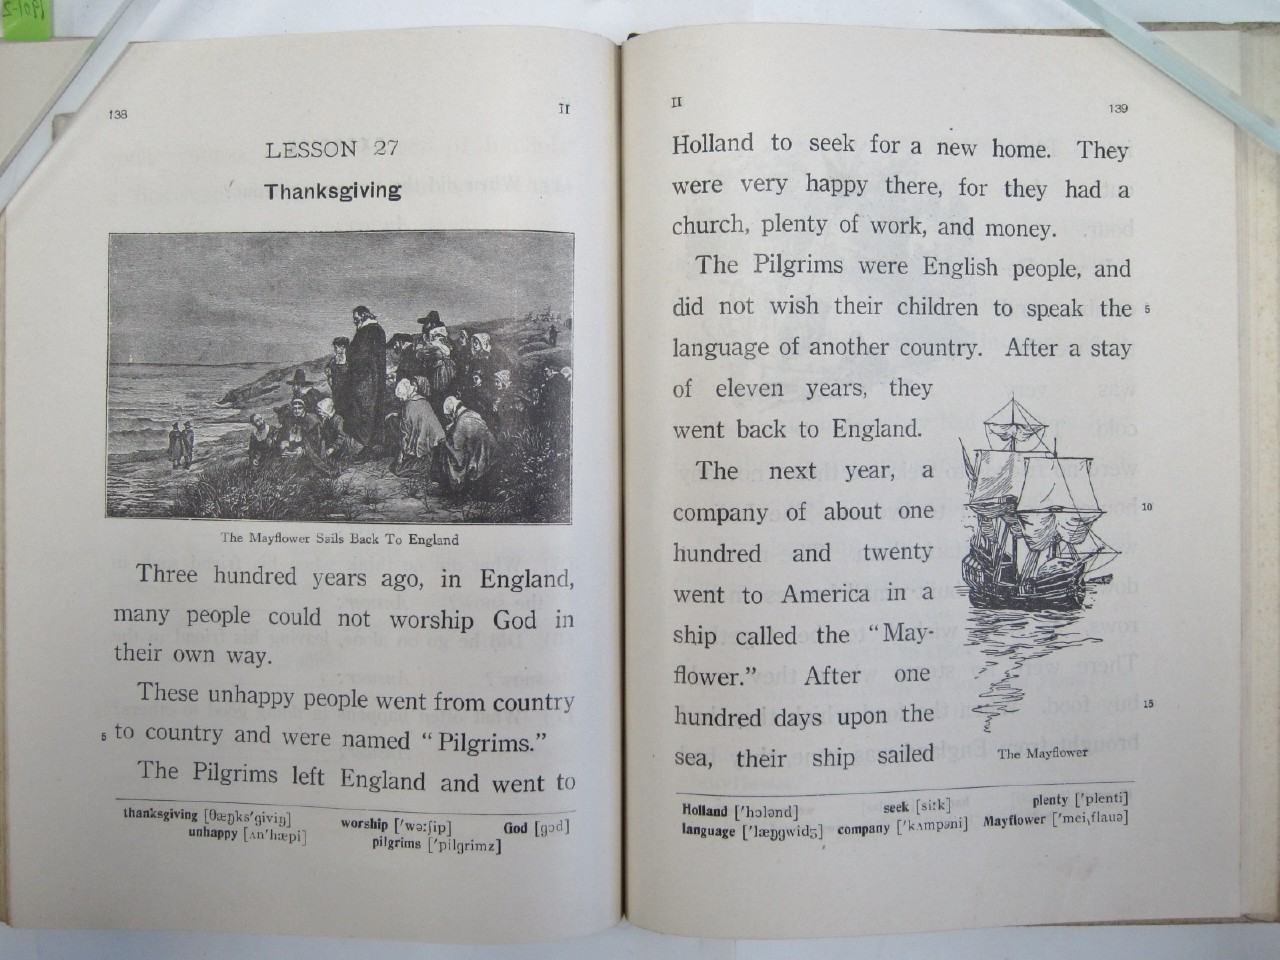 138
II
LESSON 27
Thanksgiving
The Mayflower Sails Back To England
Three hundred years ago, in England,
many people could not worship God in
their own way.
These unhappy people went from country
5 to country and were named “Pilgrims.”
The Pilgrims left England and went to
thanksgiving [θæŋks'giviŋ] worship ['wə:ʃip] God [gɔd]
unhappy [ʌn'hæpi] pilgrims ['pilgrimz]
II
139
Holland to seek for a new home. They
were very happy there, for they had a
church, plenty of work, and money.
The Pilgrims were English people, and
did not wish their children to speak the 5
language of another country. After a stay
of eleven years, they
went back to England.
The next year, a
company of about one 10
hundred and twenty
went to America in a
ship called the “May-
flower.” After one
hundred days upon the 15
sea, their ship sailed
The Mayflower
Holland ['hɔlənd] seek [si:k] plenty ['plenti]
language ['læŋgwidʒ] company ['kʌmpəni] Mayflower ['mei,flauə]